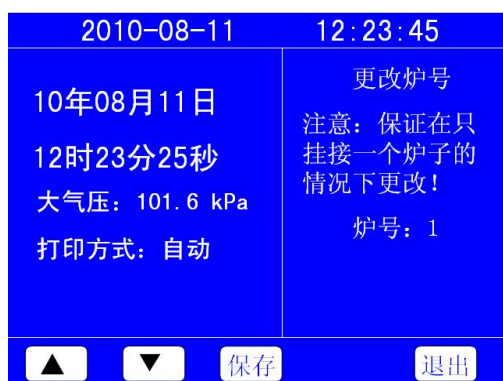 2010-08-11 12:23:45
10年08月11日
12时23分25秒
大气压：101.6 kPa
打印方式：自动
更改炉号
注意：保证在只
挂接一个炉子的
情况下更改！
炉号：1
▲ ▼ 保存 退出